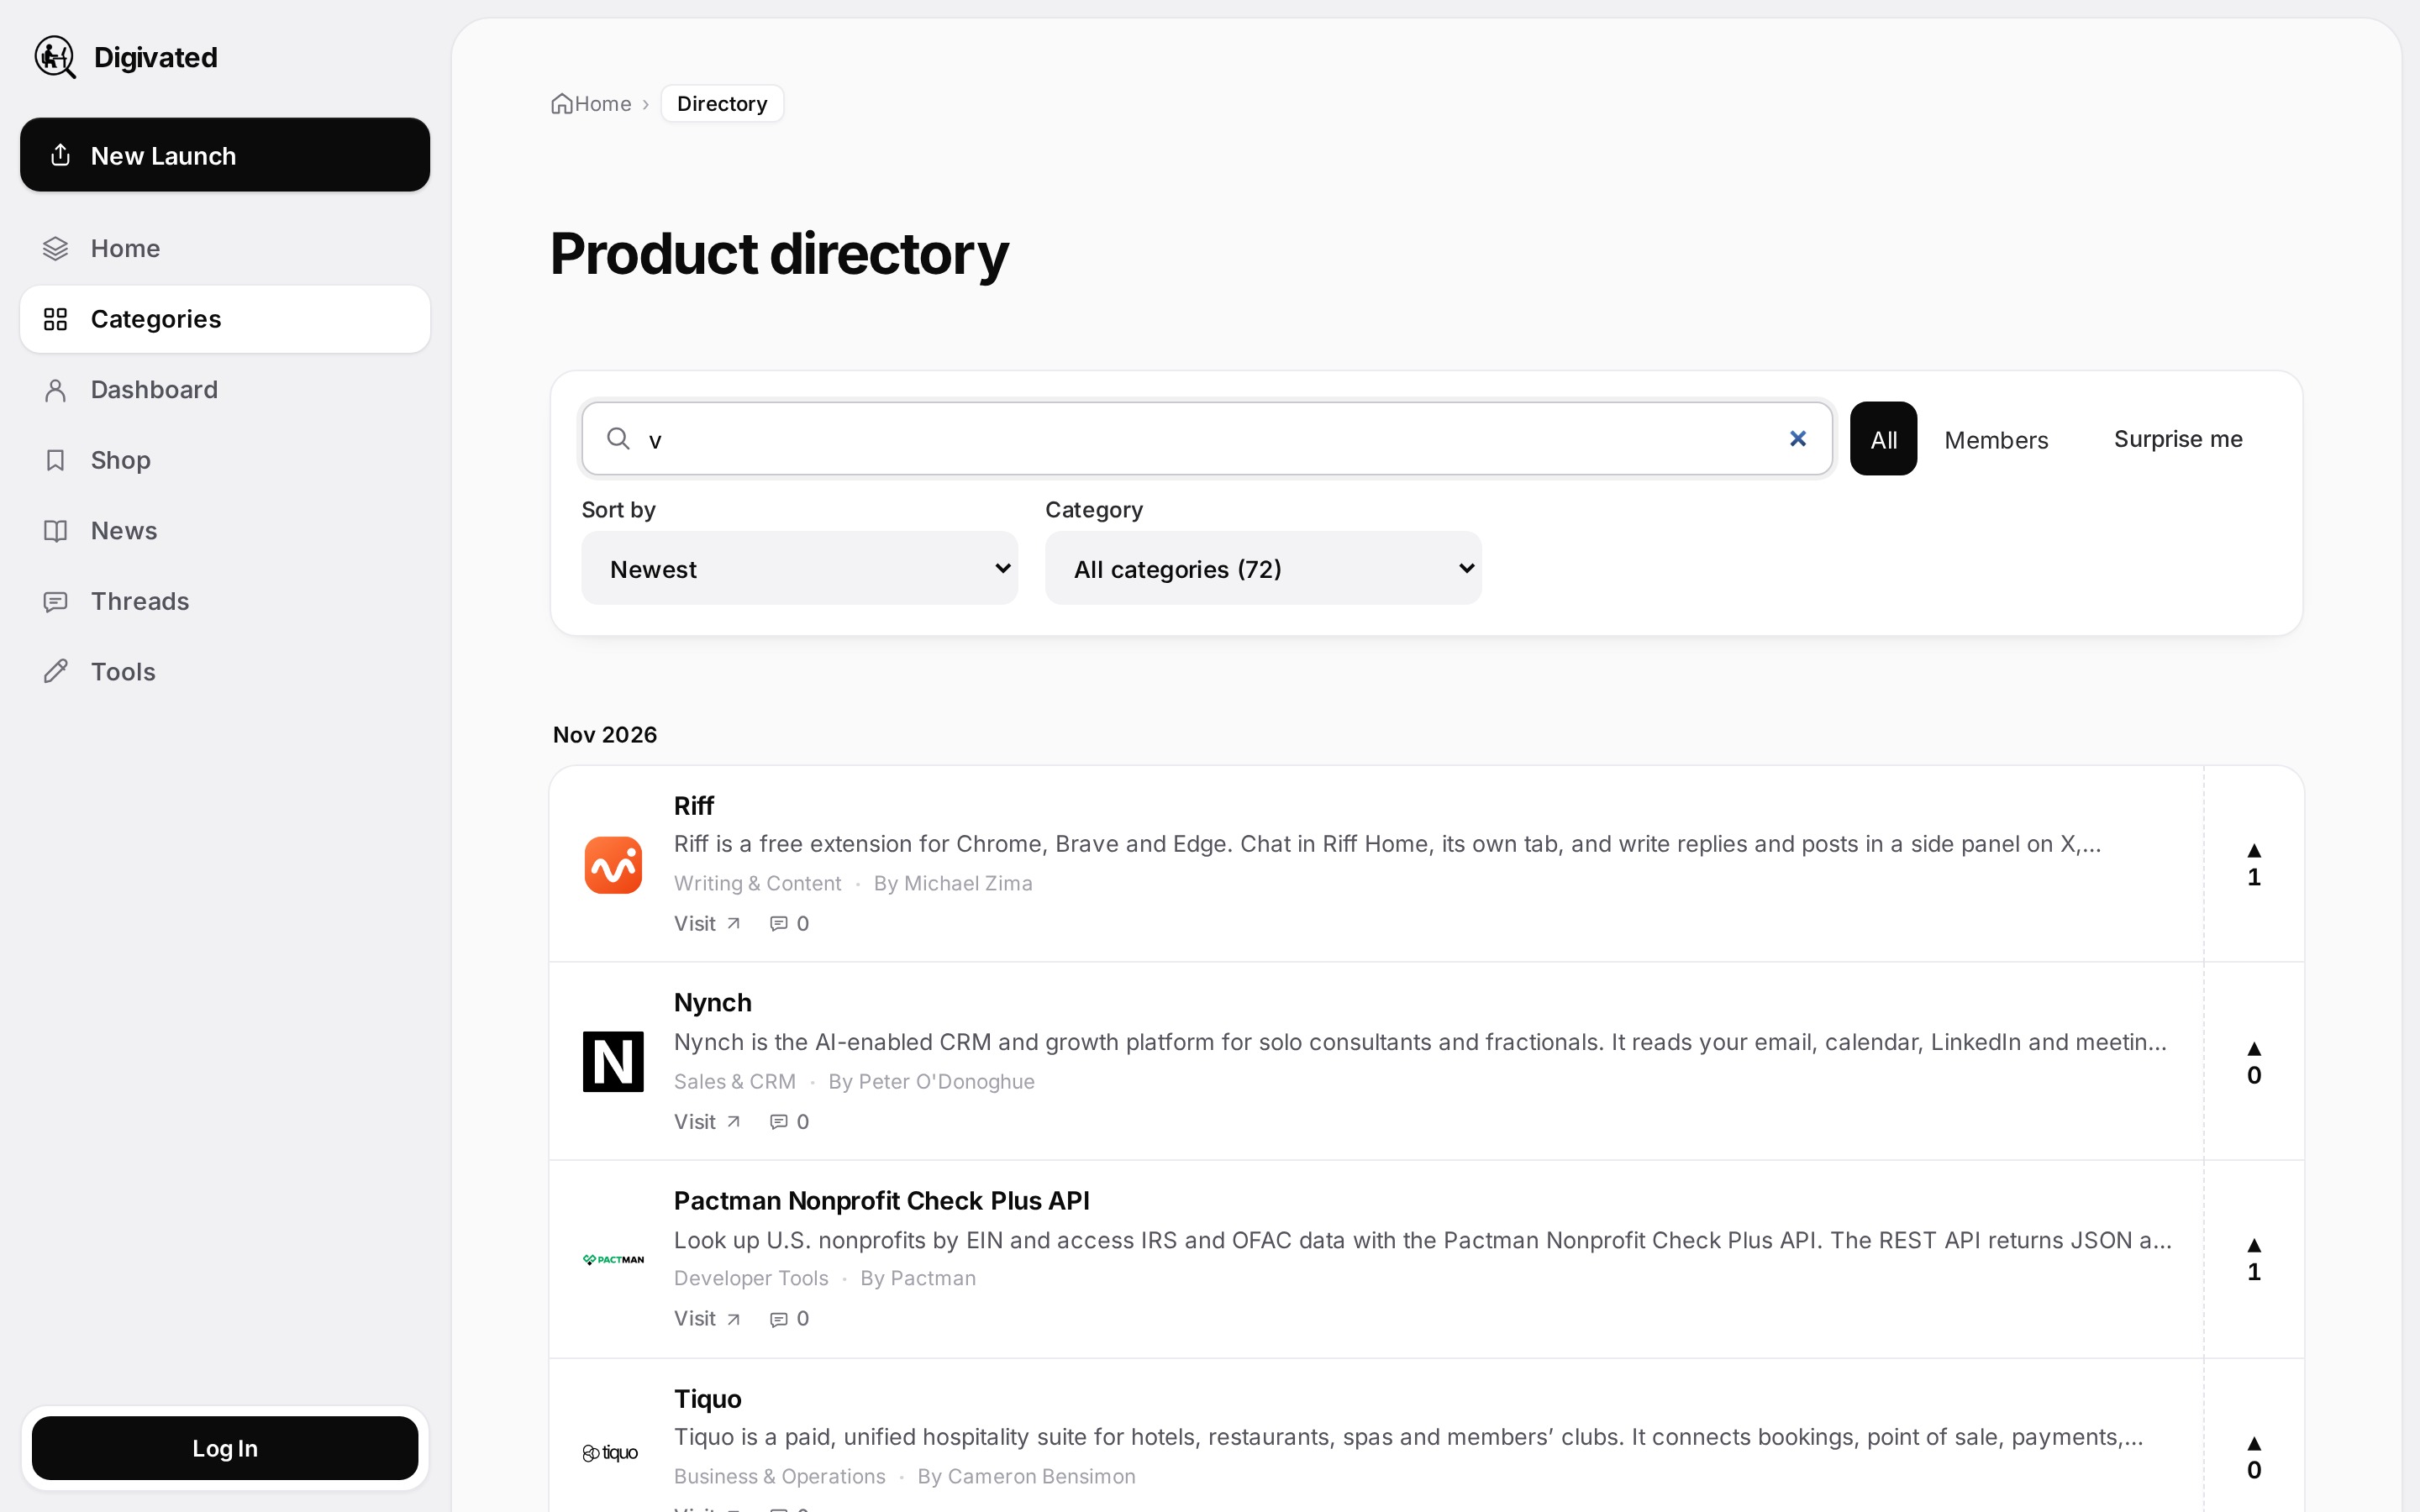 Digivated
New Launch
Home
Categories
Dashboard
Shop
News
Threads
Tools
Log In
Home › Directory
Product directory
v
All
Members
Surprise me
Sort by
Category
Newest
All categories (72)
Nov 2026
Riff
Riff is a free extension for Chrome, Brave and Edge. Chat in Riff Home, its own tab, and write replies and posts in a side panel on X,...
Writing & Content · By Michael Zima
Visit 0
▲
1
N
Nynch
Nynch is the AI-enabled CRM and growth platform for solo consultants and fractionals. It reads your email, calendar, LinkedIn and meetin...
Sales & CRM · By Peter O'Donoghue
Visit 0
▲
0
PACTMAN
Pactman Nonprofit Check Plus API
Look up U.S. nonprofits by EIN and access IRS and OFAC data with the Pactman Nonprofit Check Plus API. The REST API returns JSON a...
Developer Tools · By Pactman
Visit 0
▲
1
tiquo
Tiquo
Tiquo is a paid, unified hospitality suite for hotels, restaurants, spas and members’ clubs. It connects bookings, point of sale, payments,...
Business & Operations · By Cameron Bensimon
▲
0